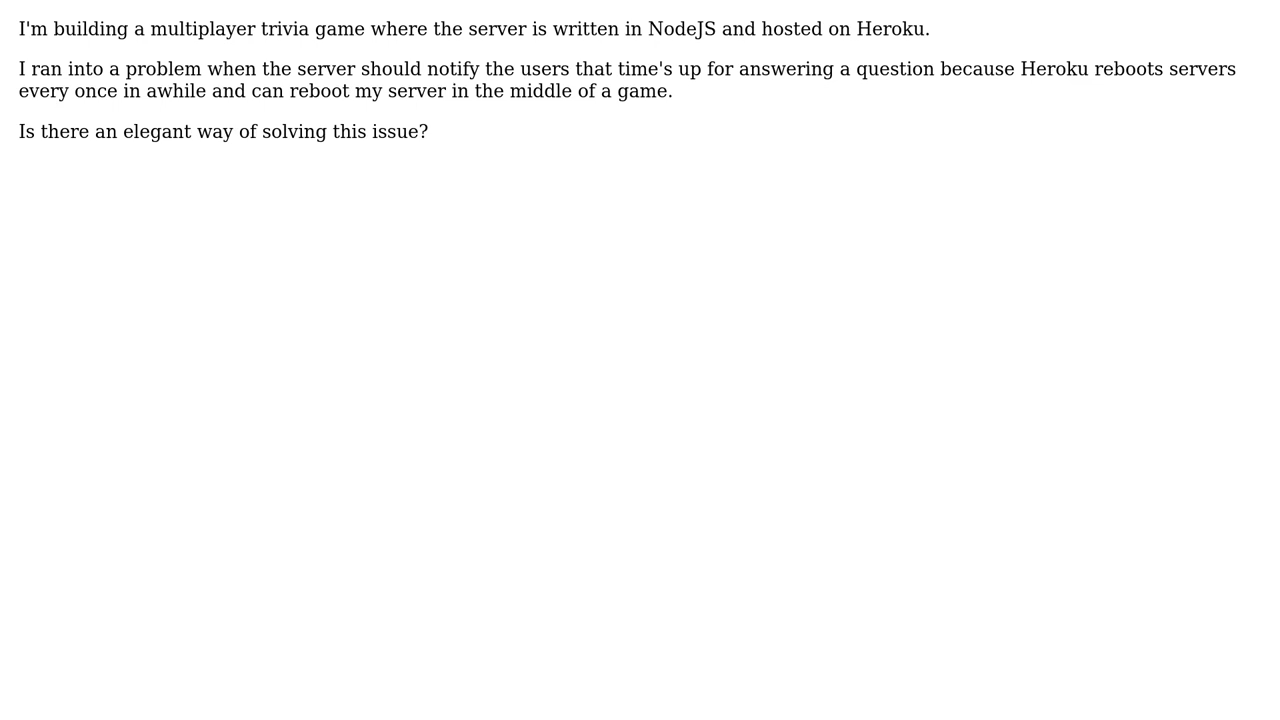 I'm building a multiplayer trivia game where the server is written in NodeJS and hosted on Heroku.
I ran into a problem when the server should notify the users that time's up for answering a question because Heroku reboots servers
every once in awhile and can reboot my server in the middle of a game.
Is there an elegant way of solving this issue?